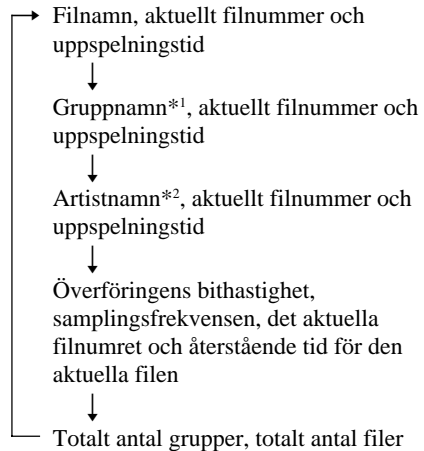 Filnamn, aktuellt filnummer och
uppspelningstid
Gruppnamn*1, aktuellt filnummer och
uppspelningstid
Artistnamn*2, aktuellt filnummer och
uppspelningstid
Överföringens bithastighet,
samplingsfrekvensen, det aktuella
filnumret och återstående tid för den
aktuella filen
Totalt antal grupper, totalt antal filer